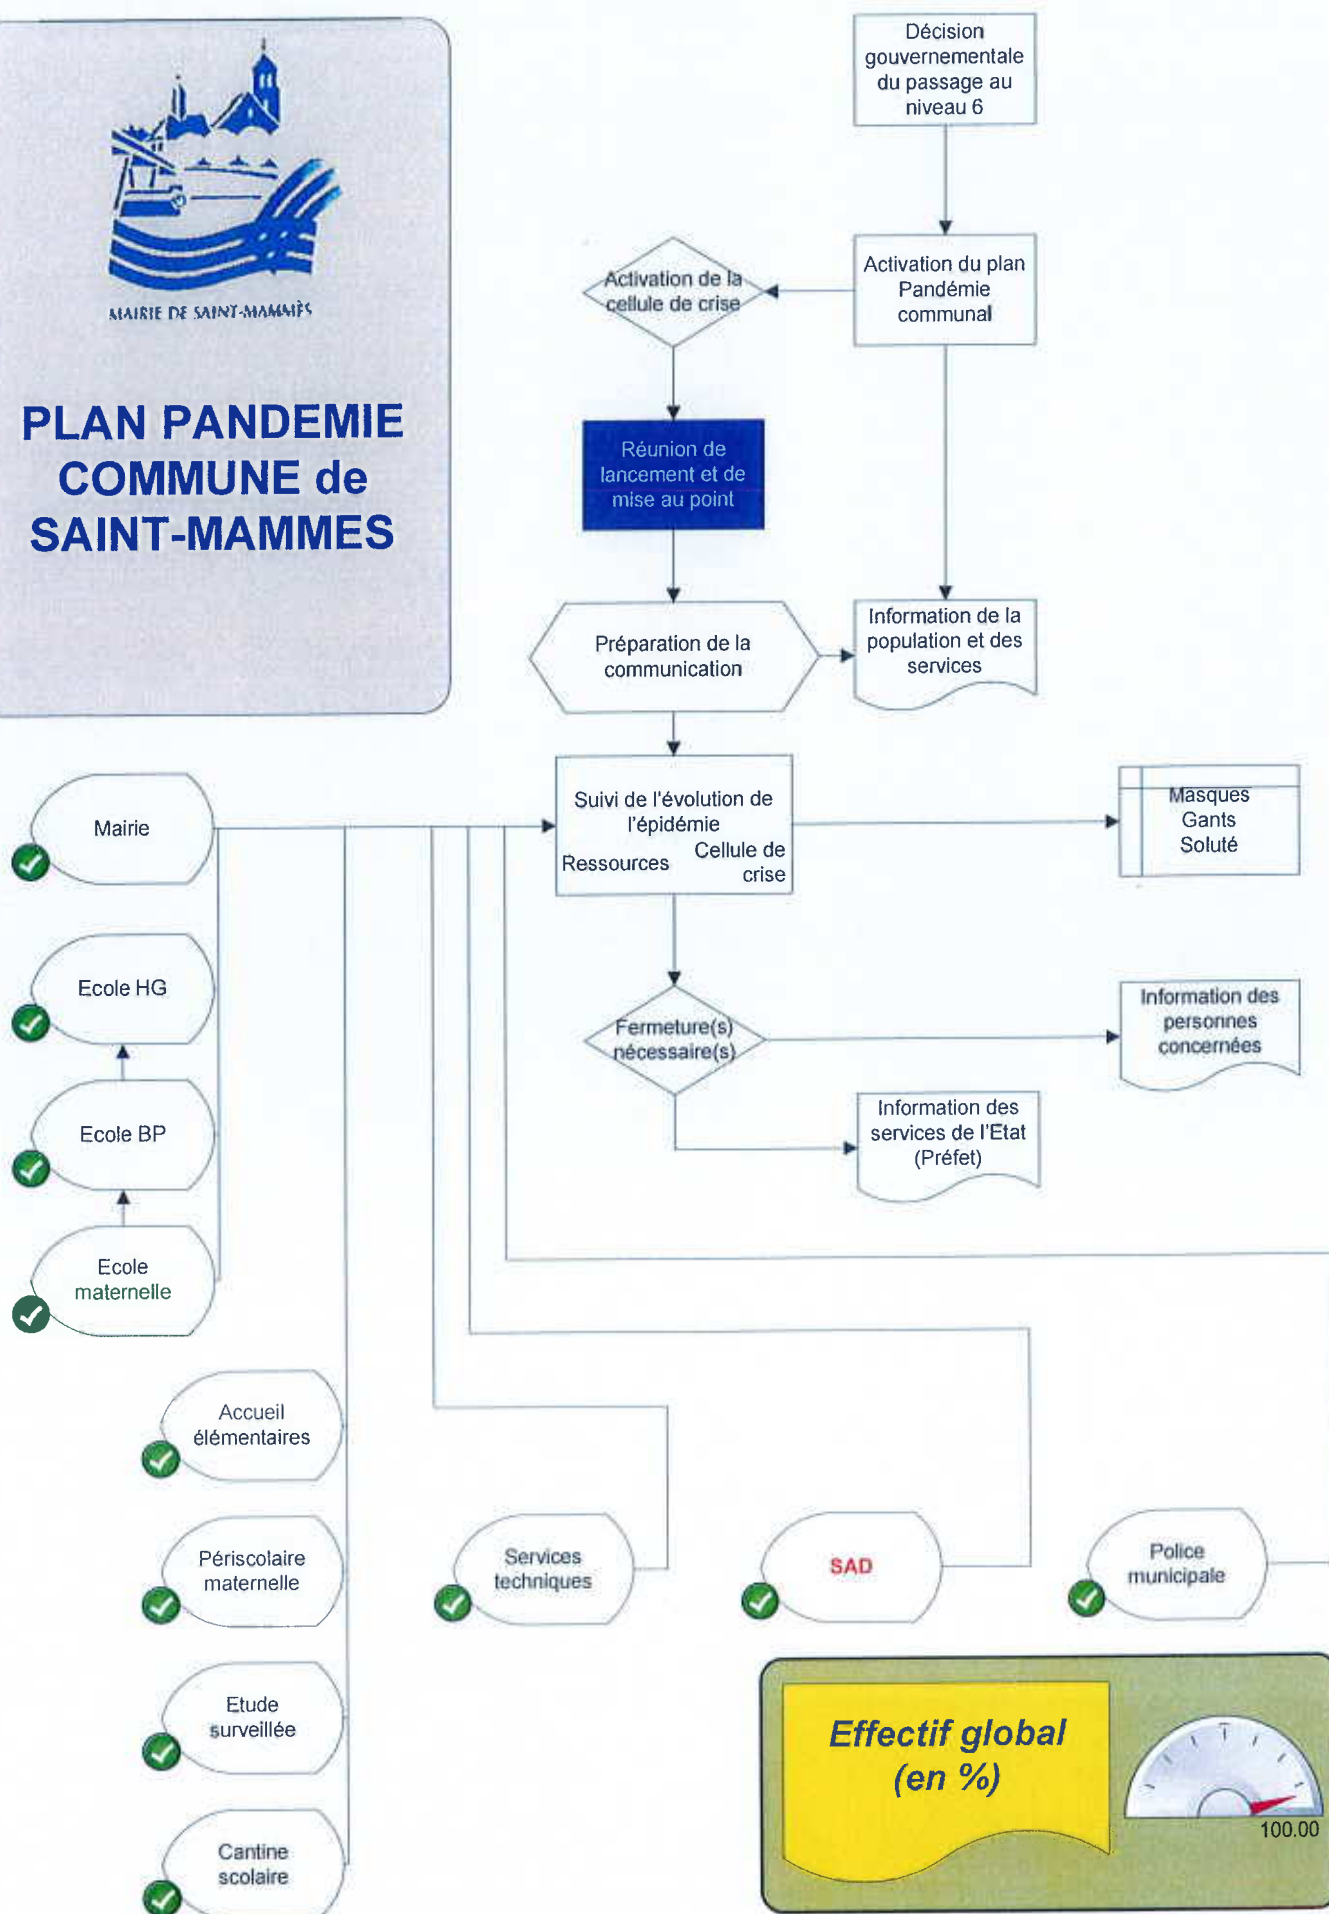 MAIRIE DE SAINT-MAMMÈS
PLAN PANDEMIE
COMMUNE de
SAINT-MAMMES
Décision
gouvernementale
du passage au
niveau 6
Activation de la
cellule de crise
Activation du plan
Pandémie
communal
Réunion de
lancement et de
mise au point
Préparation de la
communication
Information de la
population et des
services
Mairie
Suivi de l'évolution de
l'épidémie
Ressources
Cellule de
crise
Masques
Gants
Soluté
Ecole HG
Fermeture(s)
nécessaire(s)
Information des
personnes
concernées
Ecole BP
Information des
services de l'Etat
(Préfet)
Ecole
maternelle
Accueil
élémentaires
Périscolaire
maternelle
Services
techniques
SAD
Police
municipale
Etude
surveillée
Cantine
scolaire
Effectif global
(en %)
100.00